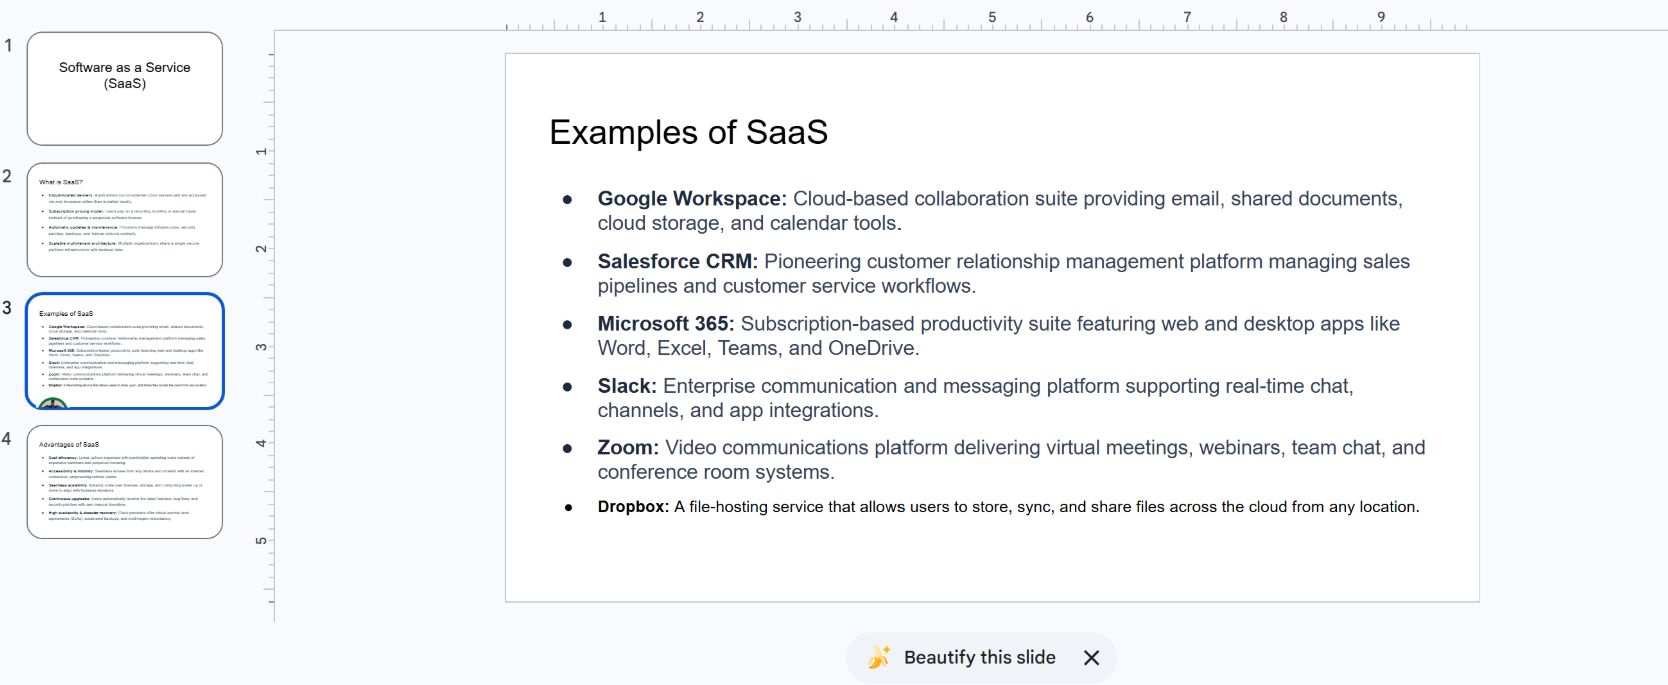 1 2 3 4 5 6 7 8 9
1
Software as a Service
(SaaS)
2
What is SaaS?
3
Examples of SaaS
4
Advantages of SaaS
1
2
3
4
5
Examples of SaaS
● Google Workspace: Cloud-based collaboration suite providing email, shared documents,
cloud storage, and calendar tools.
● Salesforce CRM: Pioneering customer relationship management platform managing sales
pipelines and customer service workflows.
● Microsoft 365: Subscription-based productivity suite featuring web and desktop apps like
Word, Excel, Teams, and OneDrive.
● Slack: Enterprise communication and messaging platform supporting real-time chat,
channels, and app integrations.
● Zoom: Video communications platform delivering virtual meetings, webinars, team chat, and
conference room systems.
● Dropbox: A file-hosting service that allows users to store, sync, and share files across the cloud from any location.
Beautify this slide